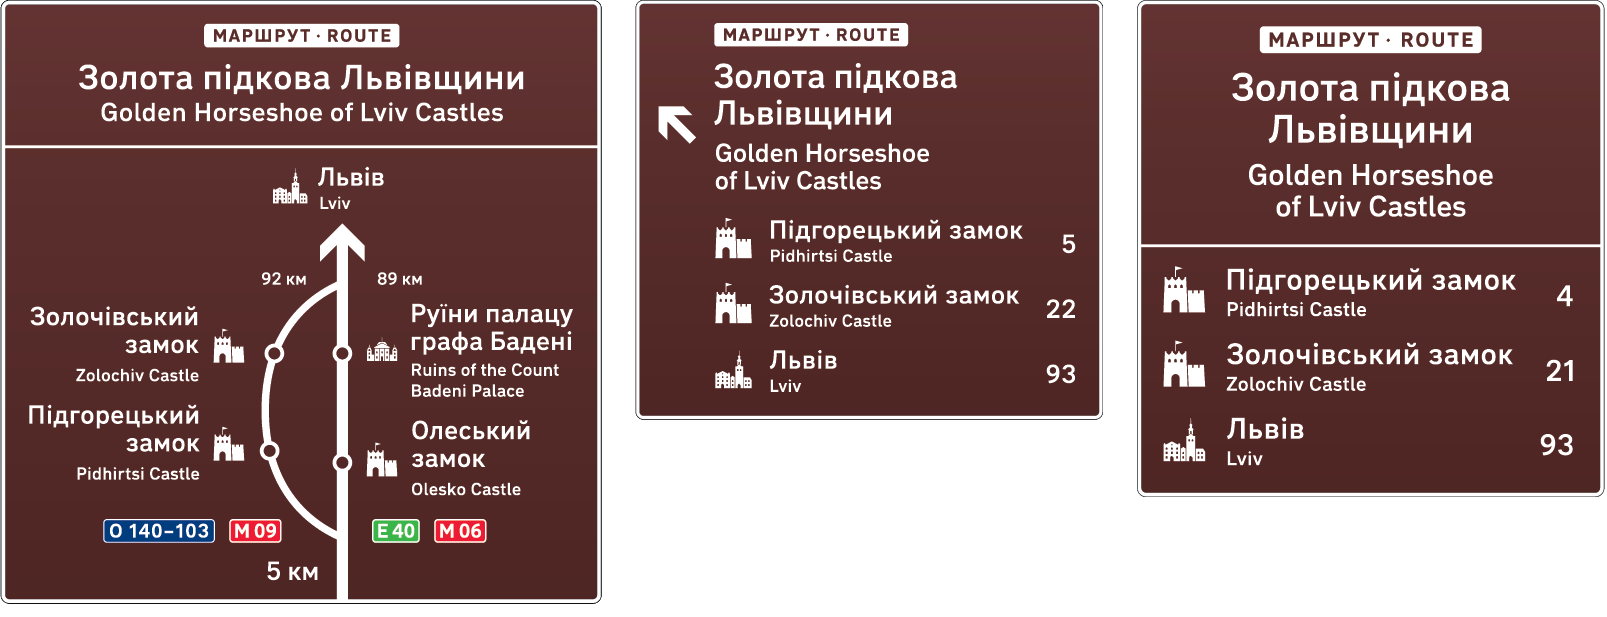 МАРШРУТ · ROUTE
Золота підкова Львівщини
Golden Horseshoe of Lviv Castles
Львів
Lviv
92 км
89 км
Золочівський
замок
Zolochiv Castle
Руїни палацу
графа Бадені
Ruins of the Count
Badeni Palace
Підгорецький
замок
Pidhirtsi Castle
Олеський
замок
Olesko Castle
О 140–103
М 09
E 40
М 06
5 км
МАРШРУТ · ROUTE
Золота підкова
Львівщини
Golden Horseshoe
of Lviv Castles
Підгорецький замок 5
Pidhirtsi Castle
Золочівський замок 22
Zolochiv Castle
Львів 93
Lviv
МАРШРУТ · ROUTE
Золота підкова
Львівщини
Golden Horseshoe
of Lviv Castles
Підгорецький замок 4
Pidhirtsi Castle
Золочівський замок 21
Zolochiv Castle
Львів 93
Lviv